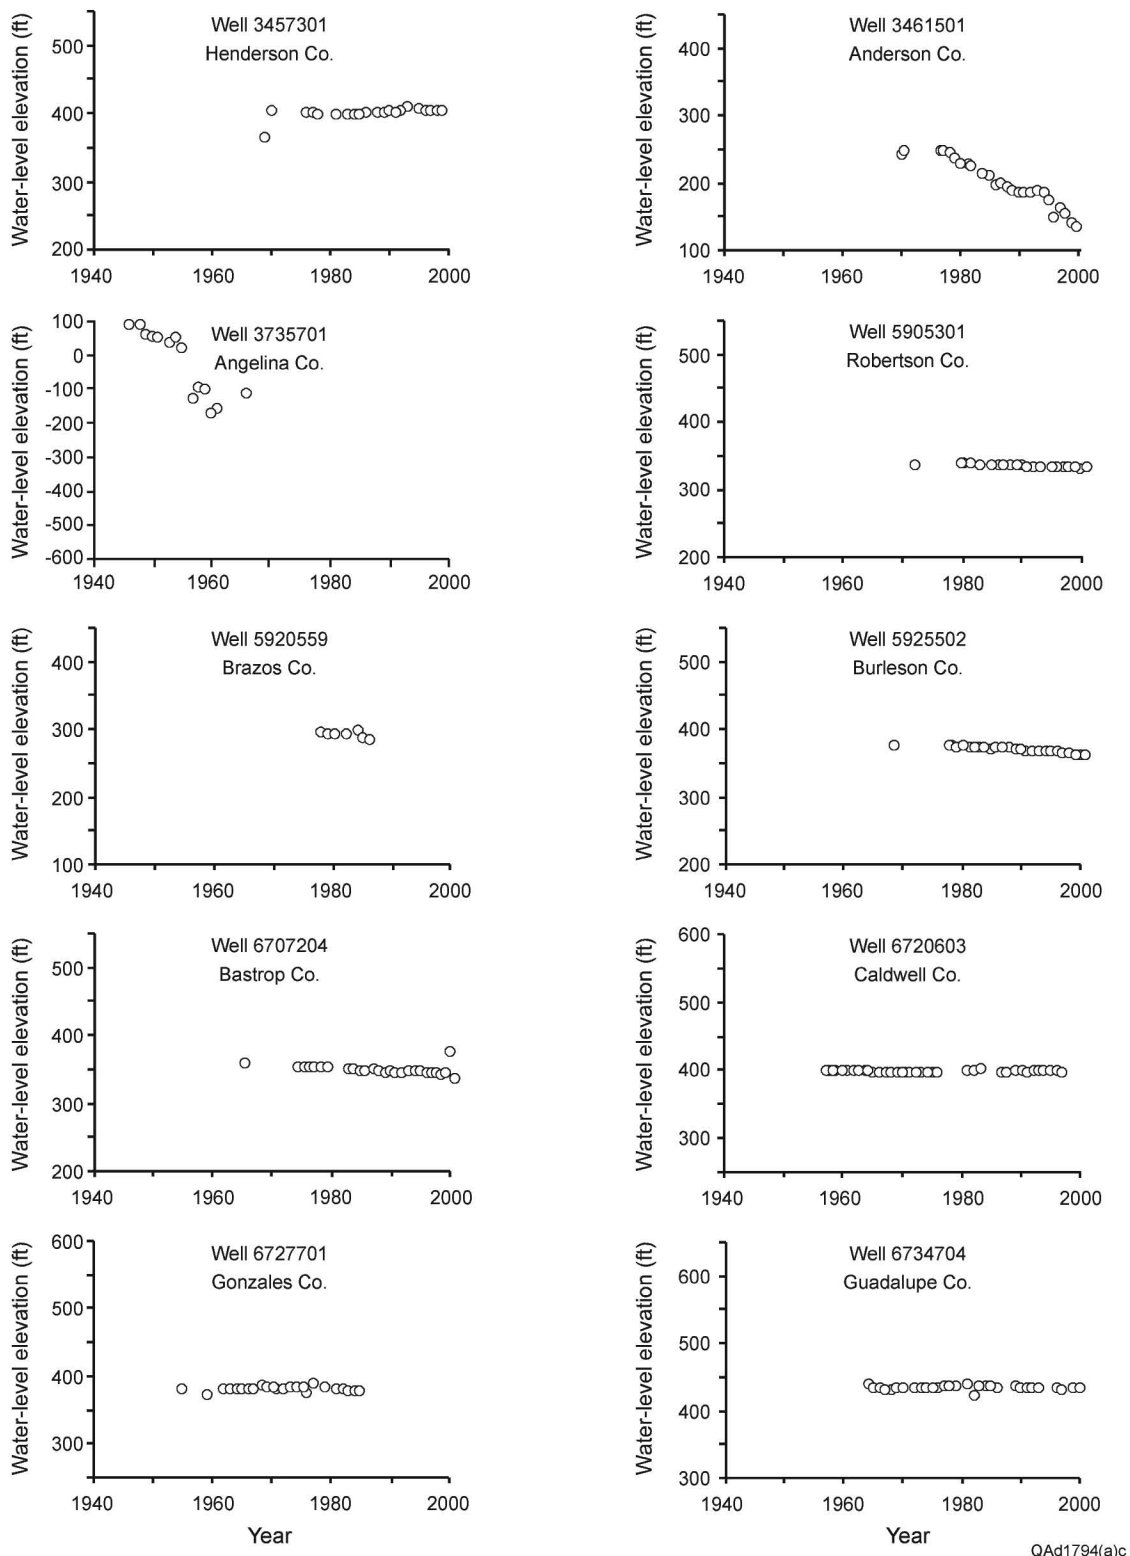 Water-level elevation (ft)
Well 3457301
Henderson Co.
500
400
300
200
1940
1960
1980
2000
Water-level elevation (ft)
Well 3461501
Anderson Co.
400
300
200
100
1940
1960
1980
2000
Water-level elevation (ft)
Well 3735701
Angelina Co.
100
0
-100
-200
-300
-400
-500
-600
1940
1960
1980
2000
Water-level elevation (ft)
Well 5905301
Robertson Co.
500
400
300
200
1940
1960
1980
2000
Water-level elevation (ft)
Well 5920559
Brazos Co.
400
300
200
100
1940
1960
1980
2000
Water-level elevation (ft)
Well 5925502
Burleson Co.
500
400
300
200
1940
1960
1980
2000
Water-level elevation (ft)
Well 6707204
Bastrop Co.
500
400
300
200
1940
1960
1980
2000
Water-level elevation (ft)
Well 6720603
Caldwell Co.
600
500
400
300
1940
1960
1980
2000
Water-level elevation (ft)
Well 6727701
Gonzales Co.
600
500
400
300
1940
1960
1980
2000
Year
Water-level elevation (ft)
Well 6734704
Guadalupe Co.
600
500
400
300
1940
1960
1980
2000
Year
QAd1794(a)c